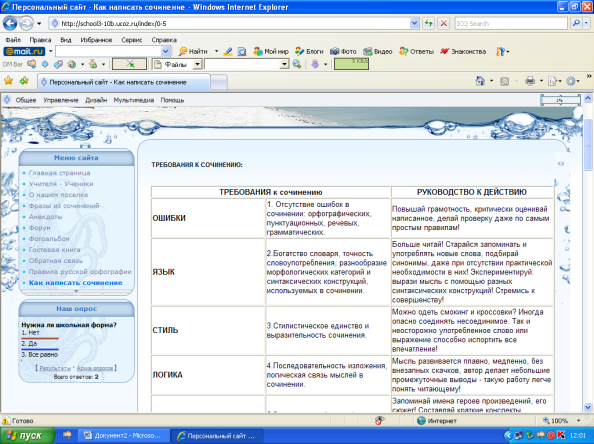 Персональный сайт - Как написать сочинение - Windows Internet Explorer
http://school3-10b.ucoz.ru/index/0-5
ICQ Search
Файл Правка Вид Избранное Сервис Справка
@mail.ru Найти Мой мир Блоги Фото Видео Ответы Знакомства
DM Bar Файлы 5 KB/s
Персональный сайт - Как написать сочинение
Общее Управление Дизайн Мультимедиа Помощь
1%
Меню сайта
Главная страница
Учителя - Ученики
О нашем поселке
Фразы из сочинений
Анекдоты
Форум
Фотоальбом
Гостевая книга
Обратная связь
Правила русской орфографии
Как написать сочинение
Наш опрос
Нужна ли школьная форма?
1. Нет
2. Да
3. Все равно
[ Результаты · Архив опросов ]
Всего ответов: 2
ТРЕБОВАНИЯ К СОЧИНЕНИЮ:
ТРЕБОВАНИЯ к сочинению
РУКОВОДСТВО К ДЕЙСТВИЮ
ОШИБКИ
1. Отсутствие ошибок в
сочинении: орфографических,
пунктуационных, речевых,
грамматических.
Повышай грамотность, критически оценивай
написанное, делай проверку даже по самым
простым правилам!
ЯЗЫК
2.Богатство словаря, точность
словоупотребления, разнообразие
морфологических категорий и
синтаксических конструкций,
используемых в сочинении.
Больше читай! Старайся запоминать и
употреблять новые слова, подбирай
синонимы, даже при отсутствии практической
необходимости в них! Экспериментируй:
вырази мысль с помощью разных
синтаксических конструкций! Стремись к
совершенству!
СТИЛЬ
3.Стилистическое единство и
выразительность сочинения.
Можно одеть смокинг и кроссовки? Иногда
опасно соединять несоединимое. Так и
неосторожно употребленное слово или
выражение способно испортить все
впечатление!
ЛОГИКА
4.Последовательность изложения,
логическая связь мыслей в
сочинении.
Мысль развивается плавно, медленно, без
внезапных скачков, автор делает небольшие
промежуточные выводы - такую работу легче
понять читающему!
Запоминай имена героев произведений, его
сюжет! Составляй краткие конспекты
Готово
Интернет
100%
пуск
Документ2 - Microso...
Персональный сайт ...
12:01